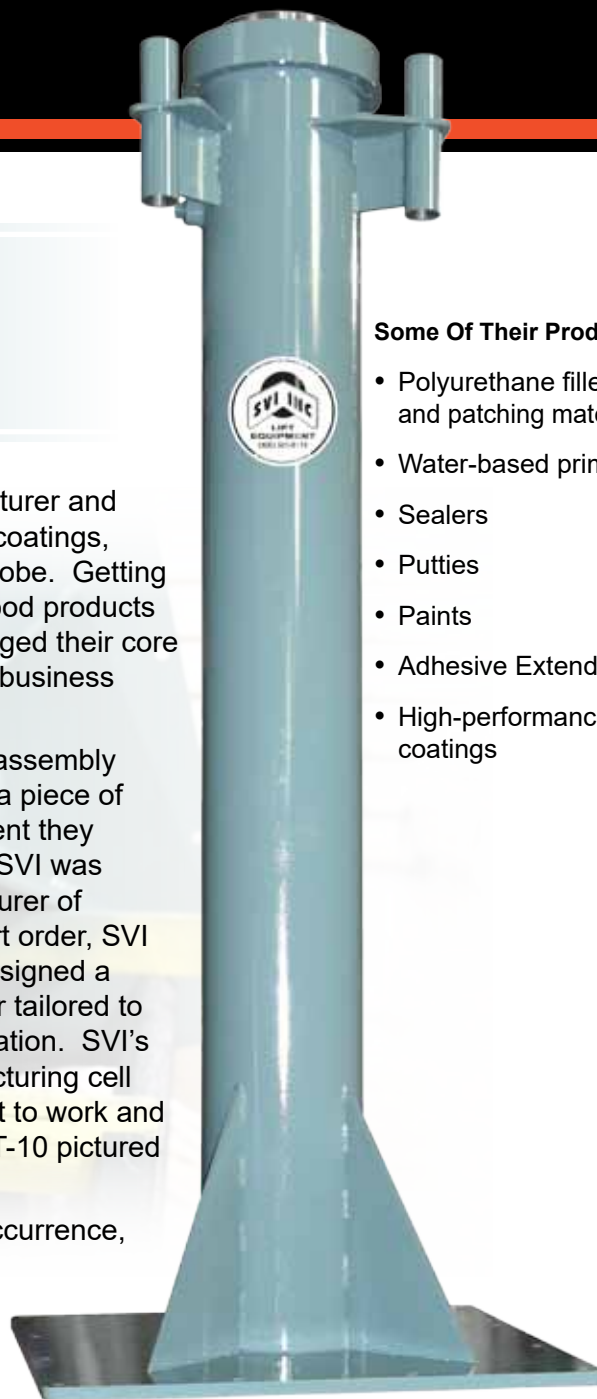 turer and
coatings,
obe.  Getting
ood products
ged their core
business
assembly
a piece of
ent they
SVI was
urer of
rt order, SVI
signed a
r tailored to
ation.  SVI’s
cturing cell
t to work and
T-10 pictured
ccurrence,
SVI INC
LIFT
EQUIPMENT
Some Of Their Prod
• Polyurethane fille
and patching mate
• Water-based prin
• Sealers
• Putties
• Paints
• Adhesive Extend
• High-performanc
coatings